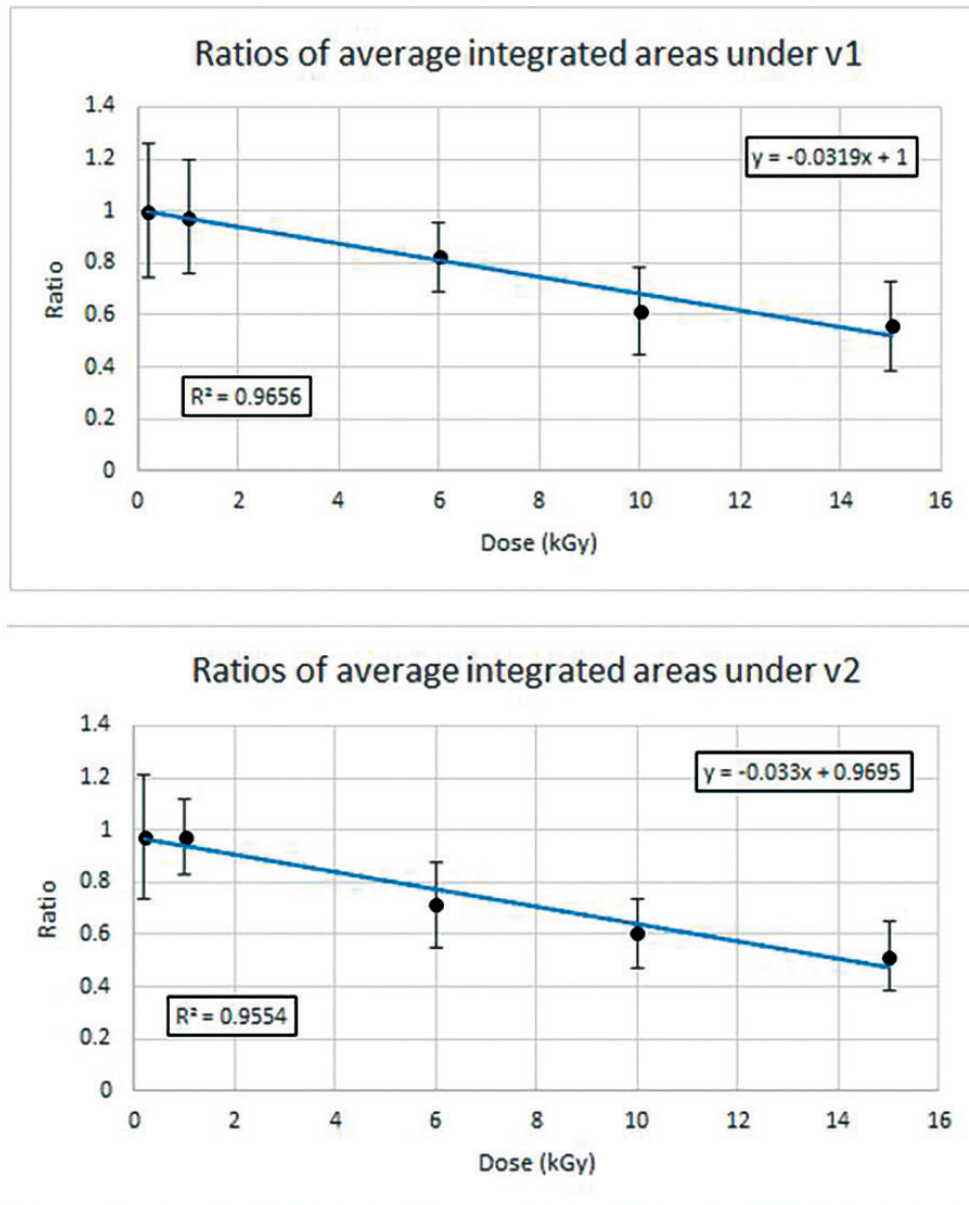 Ratios of average integrated areas under v1
1.4
1.2
1
0.8
0.6
0.4
0.2
0
Ratio
y = -0.0319x + 1
R² = 0.9656
0 2 4 6 8 10 12 14 16
Dose (kGy)
Ratios of average integrated areas under v2
1.4
1.2
1
0.8
0.6
0.4
0.2
0
Ratio
y = -0.033x + 0.9695
R² = 0.9554
0 2 4 6 8 10 12 14 16
Dose (kGy)